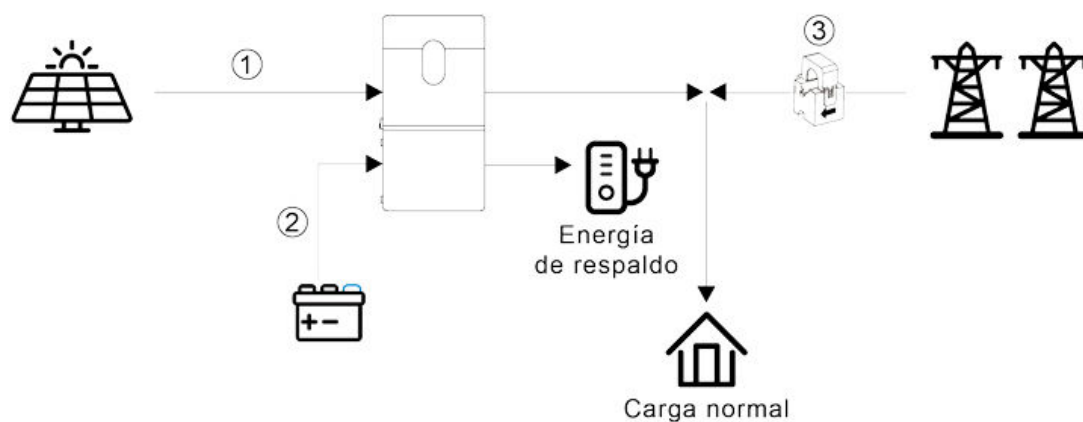 ①
③
②
Energía
de respaldo
Carga normal